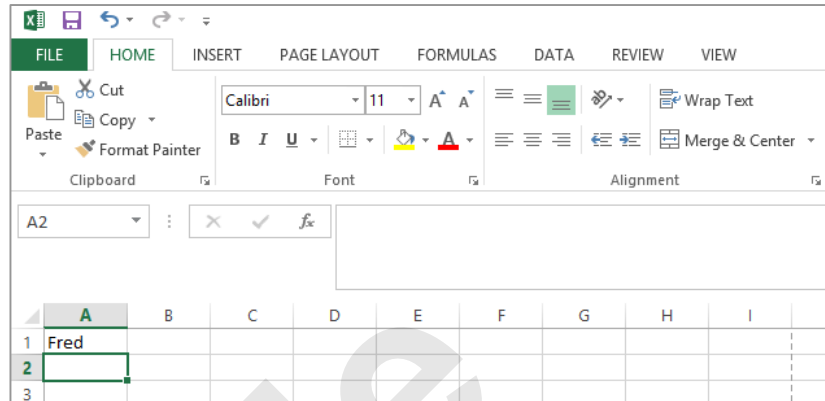 FILE HOME INSERT PAGE LAYOUT FORMULAS DATA REVIEW VIEW
Paste
Cut
Copy
Format Painter
Clipboard
Calibri 11 A A
B I U A
Font
Wrap Text
Merge & Center
Alignment
A2 fx
A B C D E F G H I
1 Fred
2
3